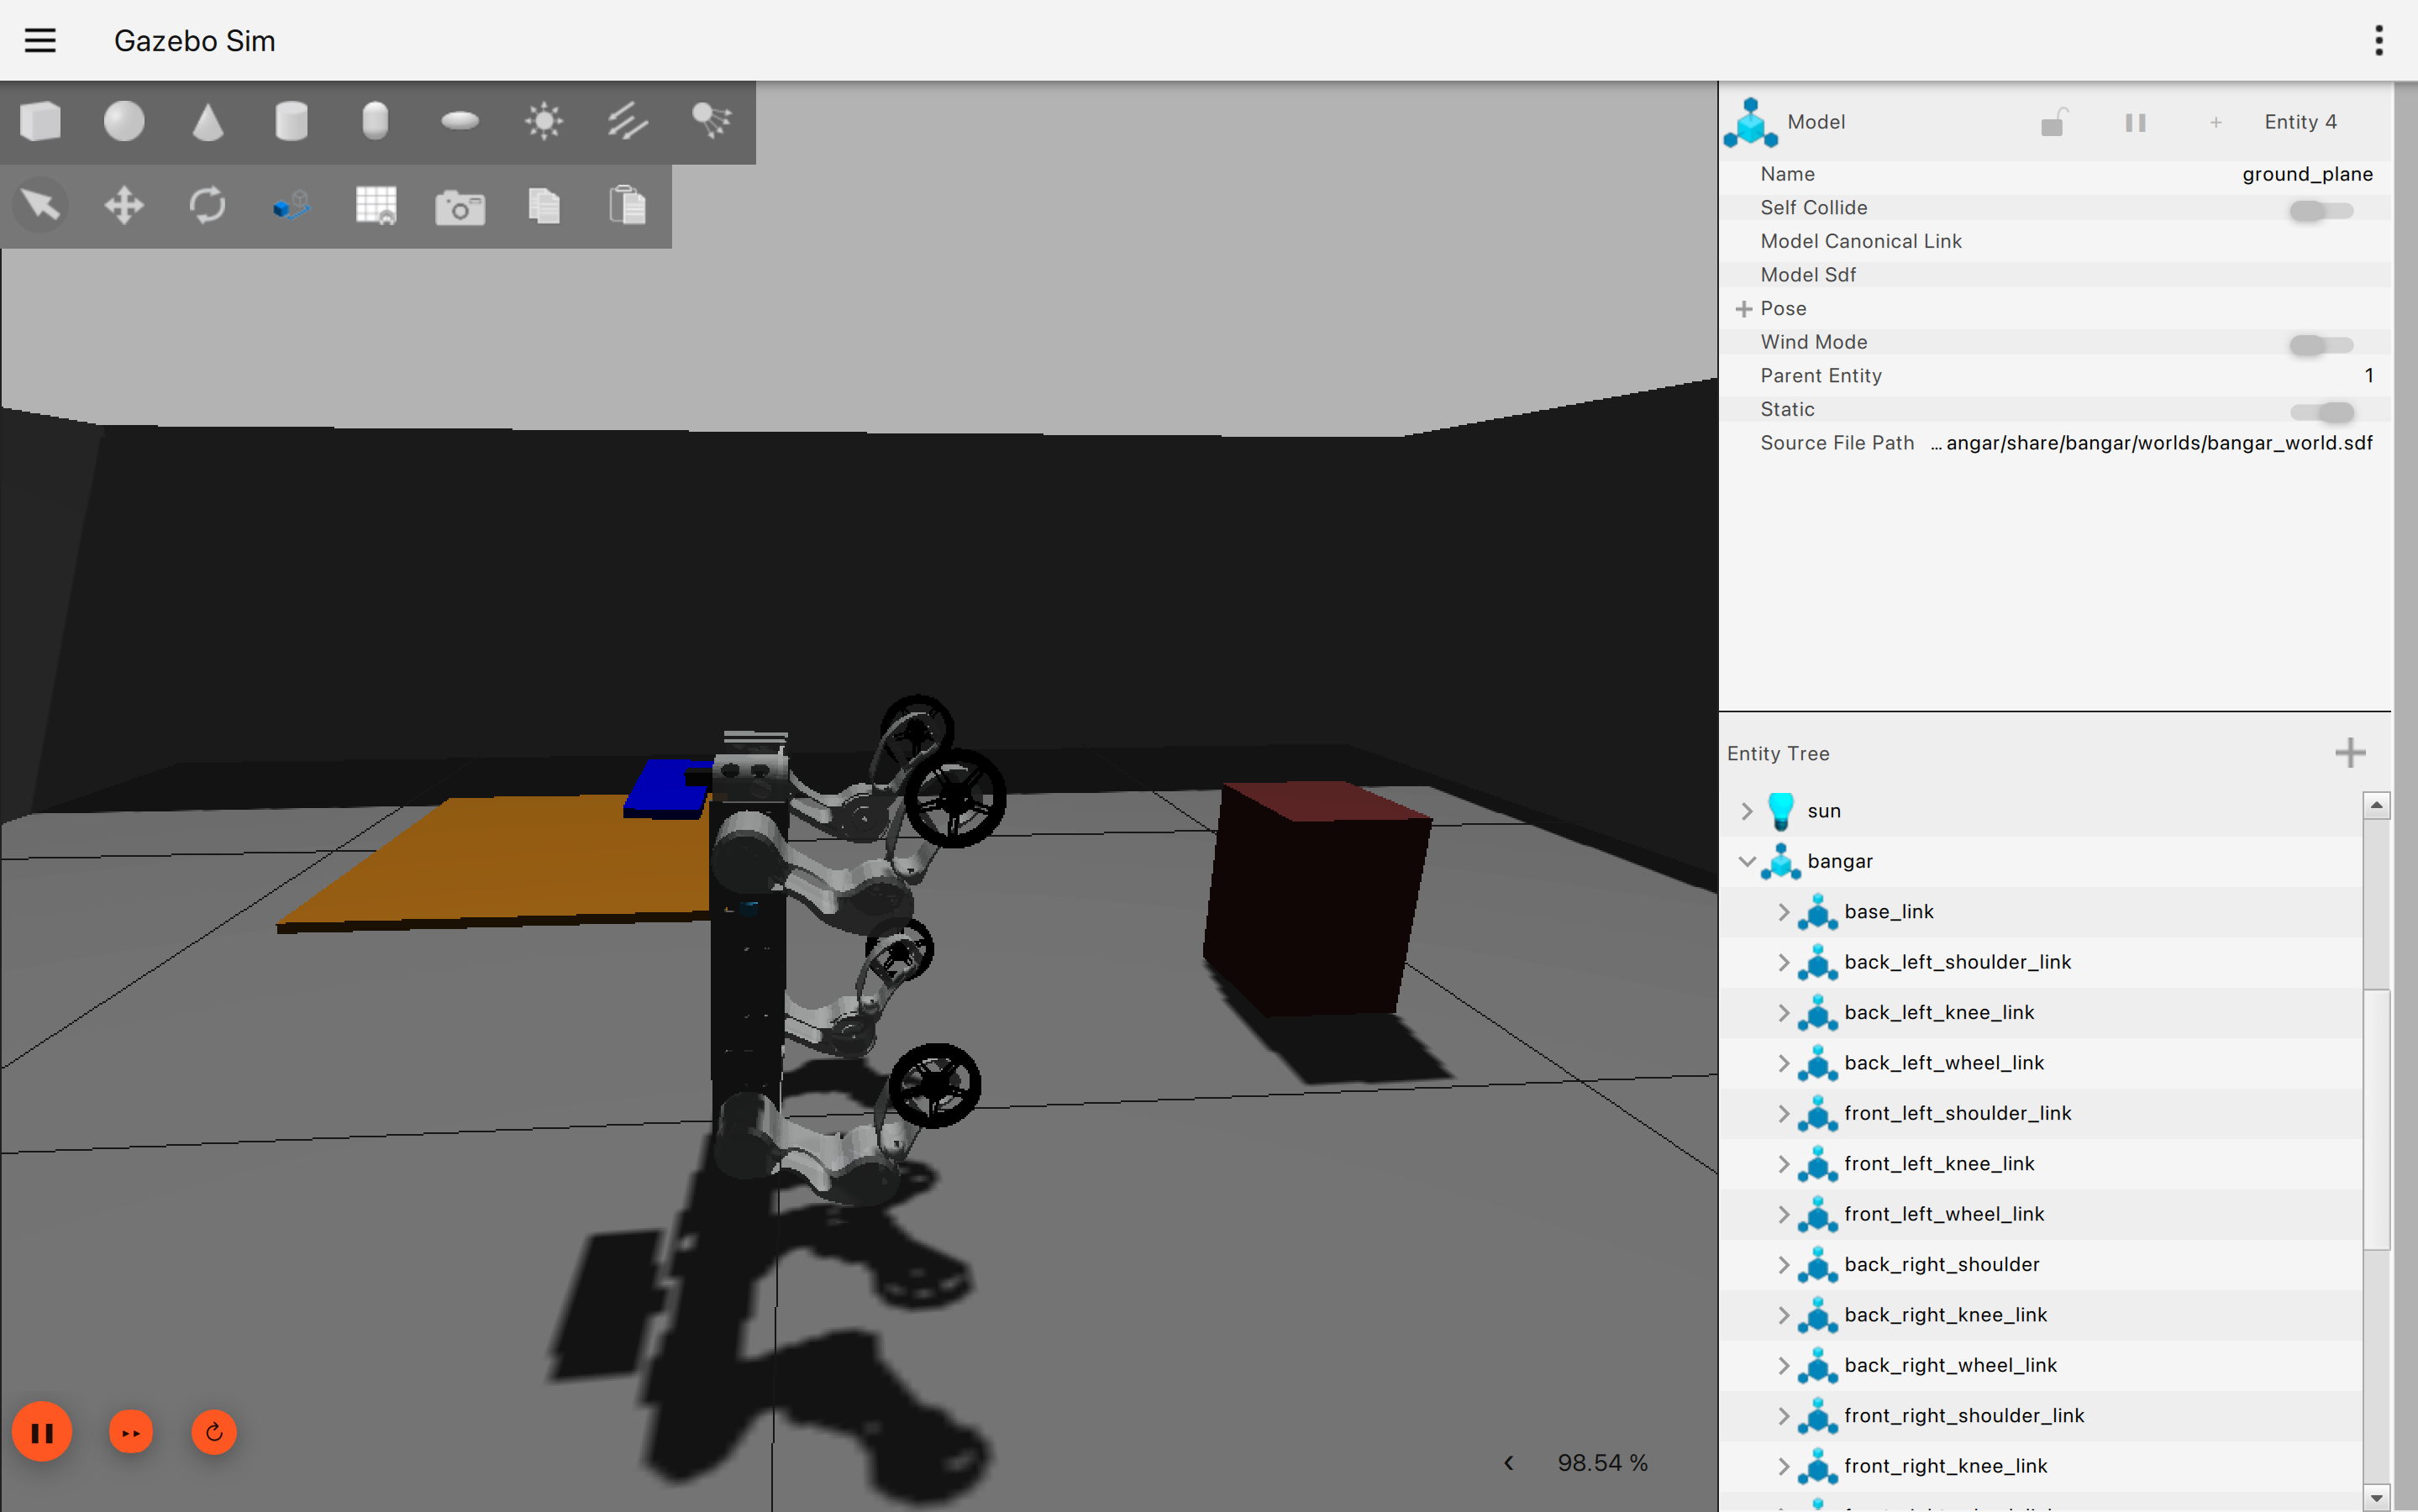 Gazebo Sim
Model
+ Entity 4
Name ground_plane
Self Collide
Model Canonical Link
Model Sdf
Pose
Wind Mode
Parent Entity 1
Static
Source File Path ... angar/share/bangar/worlds/bangar_world.sdf
Entity Tree
sun
bangar
base_link
back_left_shoulder_link
back_left_knee_link
back_left_wheel_link
front_left_shoulder_link
front_left_knee_link
front_left_wheel_link
back_right_shoulder
back_right_knee_link
back_right_wheel_link
front_right_shoulder_link
front_right_knee_link
98.54 %